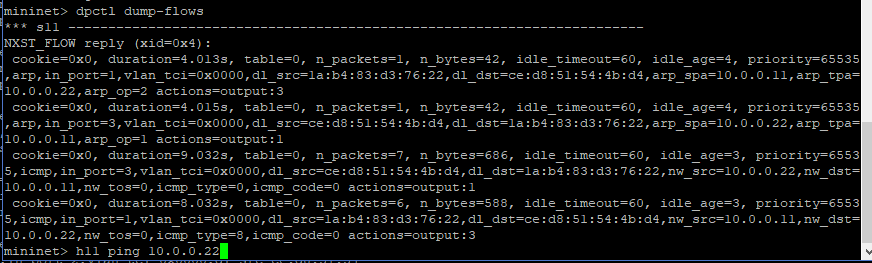 mininet> dpctl dump-flows
*** s11 ------------------------------------------------------------------------
NXST_FLOW reply (xid=0x4):
 cookie=0x0, duration=4.013s, table=0, n_packets=1, n_bytes=42, idle_timeout=60, idle_age=4, priority=65535
,arp,in_port=1,vlan_tci=0x0000,dl_src=1a:b4:83:d3:76:22,dl_dst=ce:d8:51:54:4b:d4,arp_spa=10.0.0.11,arp_tpa=
10.0.0.22,arp_op=2 actions=output:3
 cookie=0x0, duration=4.015s, table=0, n_packets=1, n_bytes=42, idle_timeout=60, idle_age=4, priority=65535
,arp,in_port=3,vlan_tci=0x0000,dl_src=ce:d8:51:54:4b:d4,dl_dst=1a:b4:83:d3:76:22,arp_spa=10.0.0.22,arp_tpa=
10.0.0.11,arp_op=1 actions=output:1
 cookie=0x0, duration=9.032s, table=0, n_packets=7, n_bytes=686, idle_timeout=60, idle_age=3, priority=6553
5,icmp,in_port=3,vlan_tci=0x0000,dl_src=ce:d8:51:54:4b:d4,dl_dst=1a:b4:83:d3:76:22,nw_src=10.0.0.22,nw_dst=
10.0.0.11,nw_tos=0,icmp_type=0,icmp_code=0 actions=output:1
 cookie=0x0, duration=8.032s, table=0, n_packets=6, n_bytes=588, idle_timeout=60, idle_age=3, priority=6553
5,icmp,in_port=1,vlan_tci=0x0000,dl_src=1a:b4:83:d3:76:22,dl_dst=ce:d8:51:54:4b:d4,nw_src=10.0.0.11,nw_dst=
10.0.0.22,nw_tos=0,icmp_type=8,icmp_code=0 actions=output:3
mininet> h11 ping 10.0.0.22